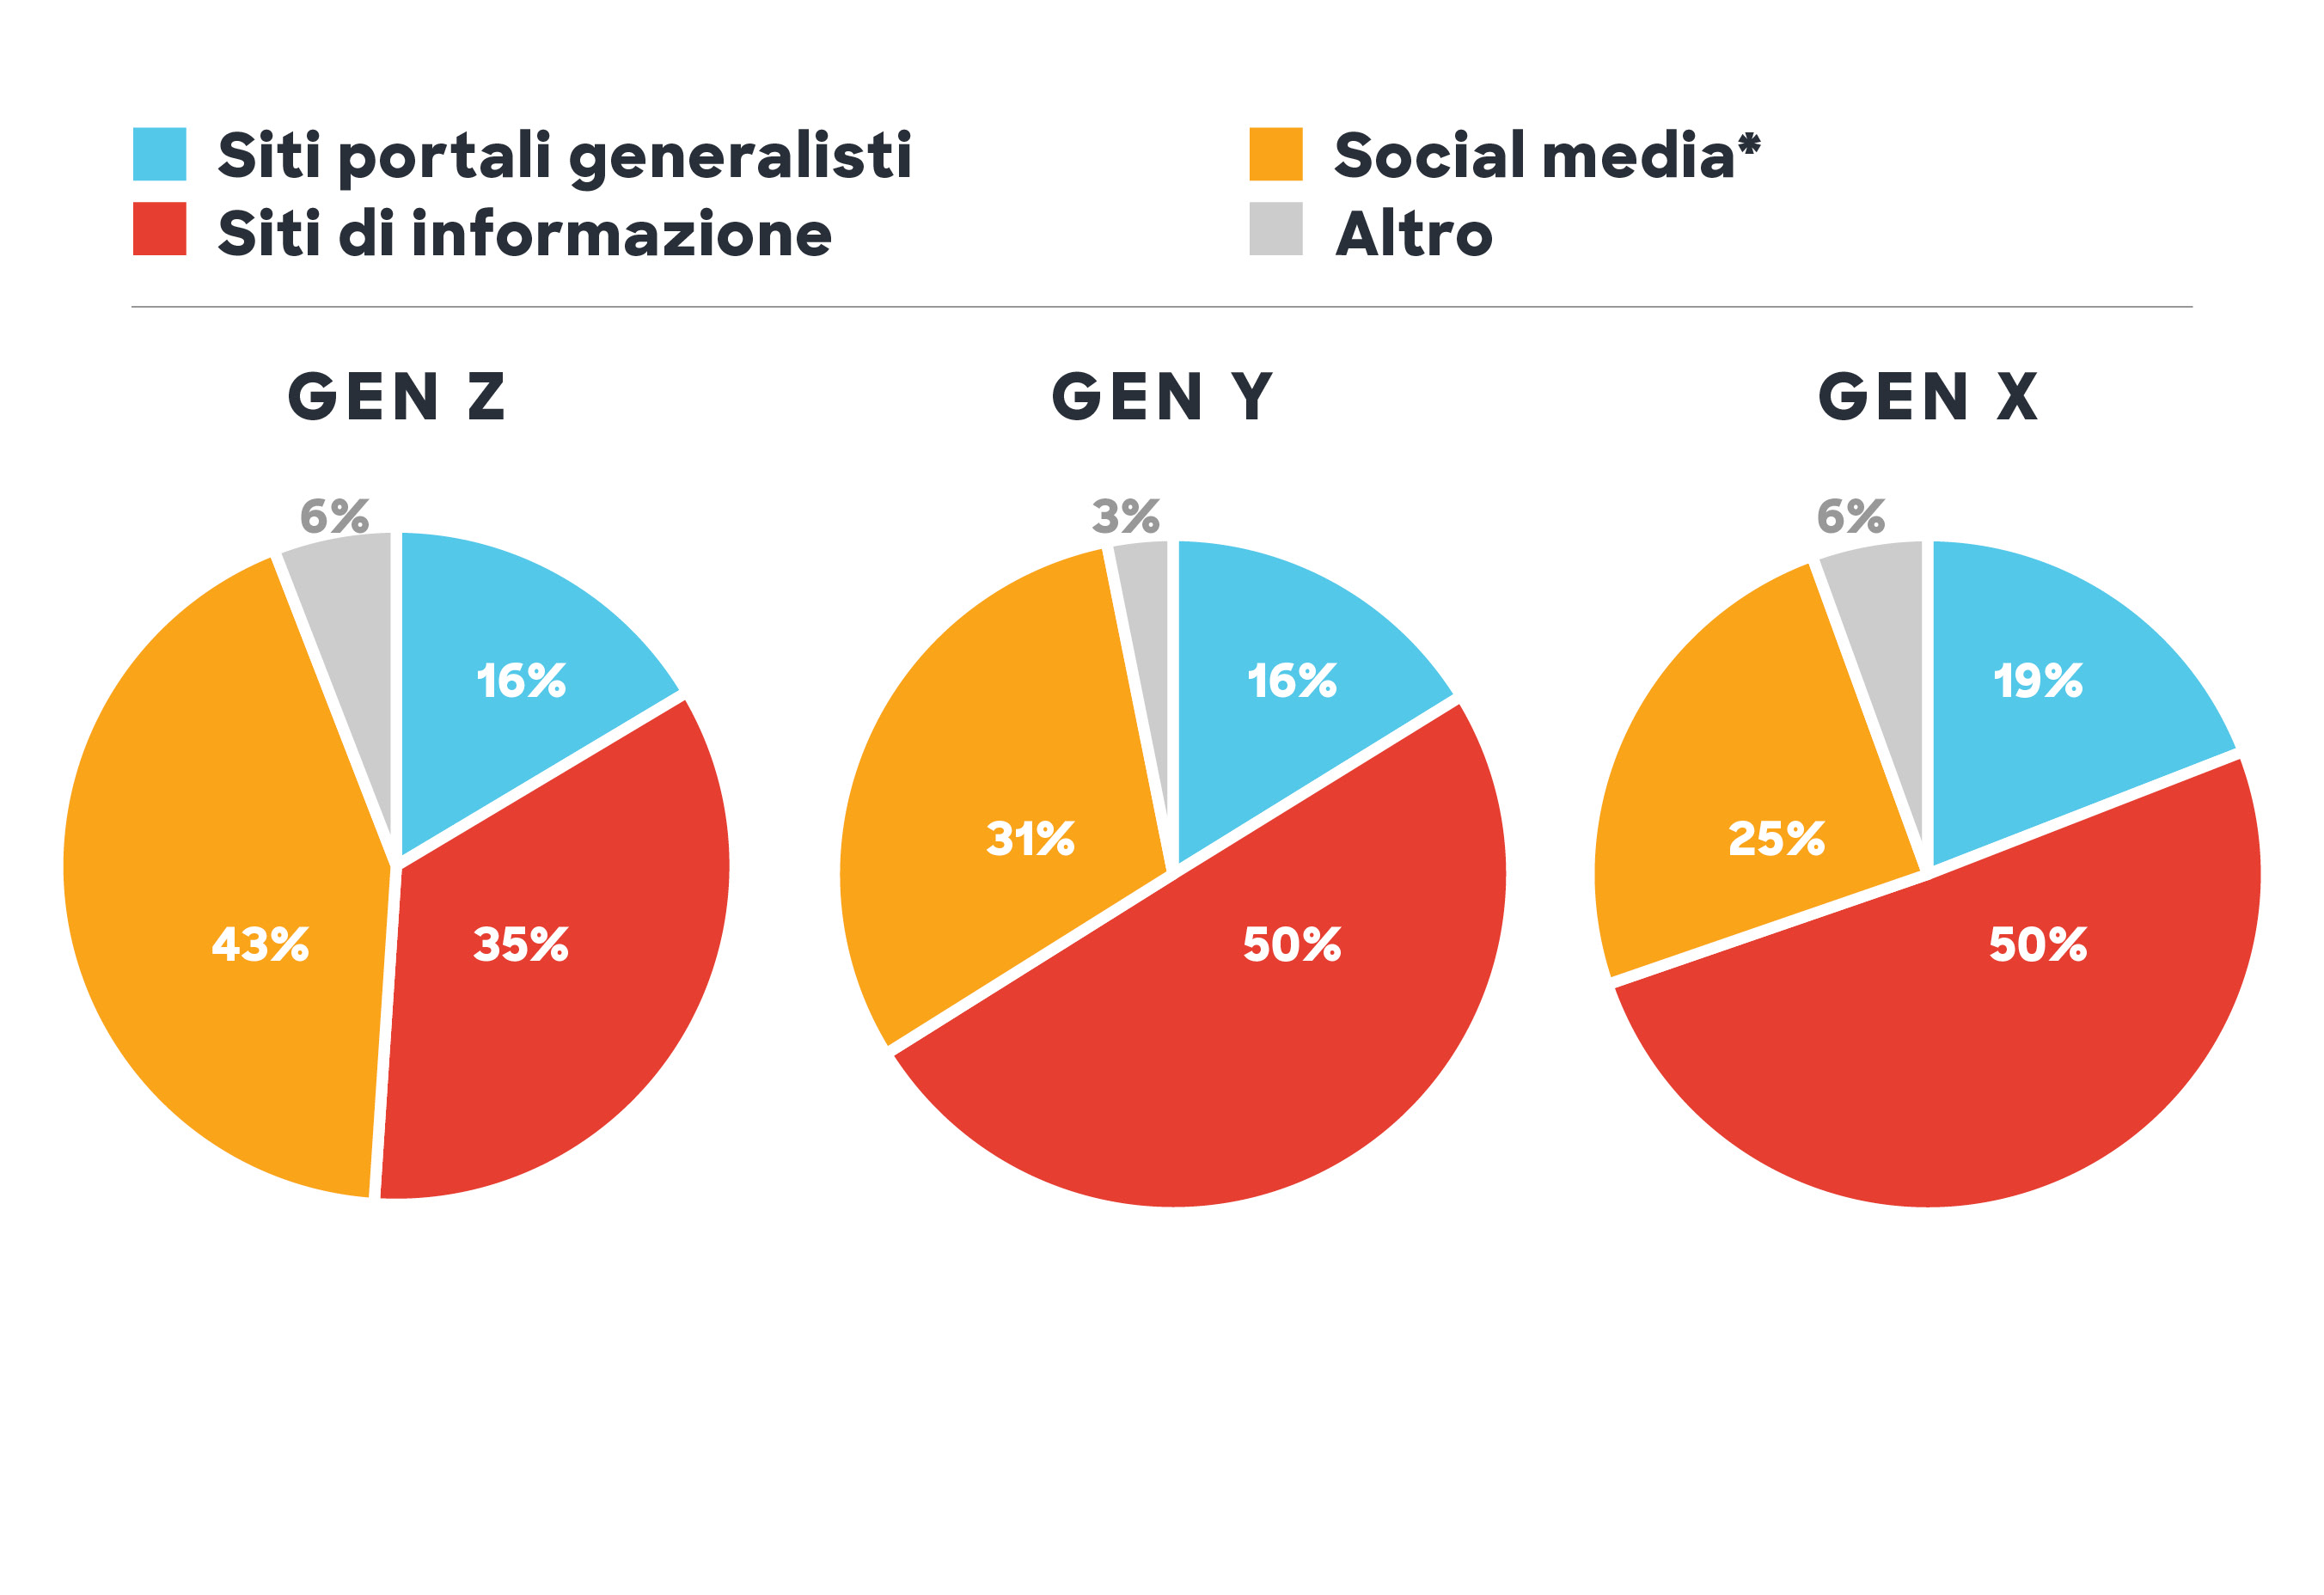 Siti portali generalisti
Siti di informazione
Social media*
Altro
GEN Z
GEN Y
GEN X
6%
16%
43%
35%
3%
16%
31%
50%
6%
19%
25%
50%